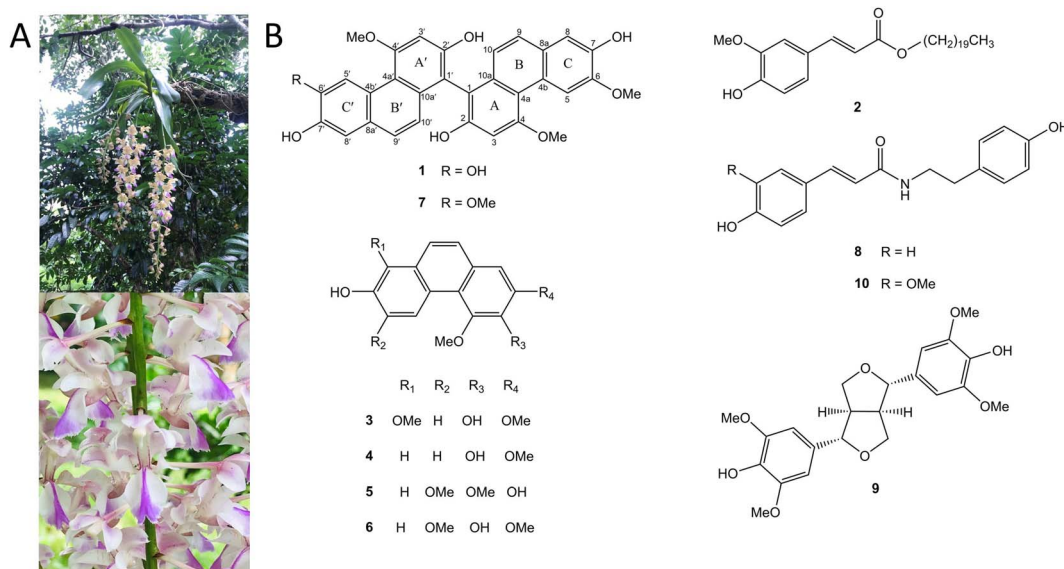 A
B
MeO
4'
3'
2'
OH
A'
R
5'
6'
4b'
4a'
1'
C'
B'
10a'
HO
7'
8'
8a'
9'
10'
10
9
8a
8
7
OH
B
C
10a
4b
6
OMe
1
4a
5
A
2
HO
3
4
OMe
1 R = OH
7 R = OMe
R1
HO
R2
MeO
R3
R4
R1 R2 R3 R4
3 OMe H OH OMe
4 H H OH OMe
5 H OMe OMe OH
6 H OMe OH OMe
O
MeO
O
(CH2)19CH3
HO
2
OH
O
R
N
H
HO
8 R = H
10 R = OMe
OMe
OH
O
OMe
H
H
MeO
O
HO
OMe
9